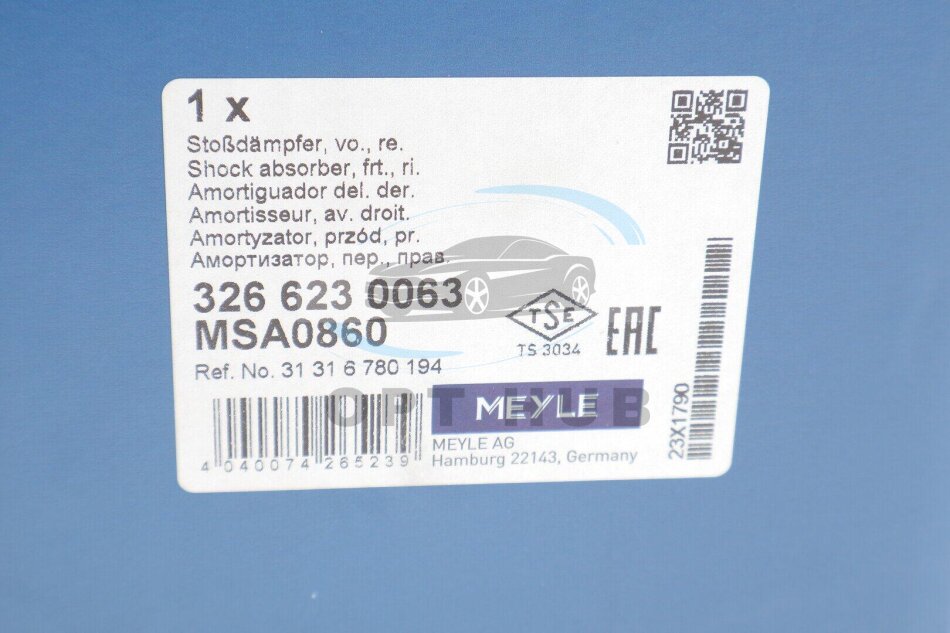 1 x
Stoßdämpfer, vo., re.
Shock absorber, frt., ri.
Amortiguador del. der.
Amortisseur, av. droit.
Amortyzator, przód, pr.
Амортизатор, пер., прав.
326 623 0063
MSA0860
TSE
TS 3034
EAC
Ref. No. 31 31 6 780 194
OPT HUB
MEYLE
MEYLE AG
Hamburg 22143, Germany
4 040074 265239
23X1790